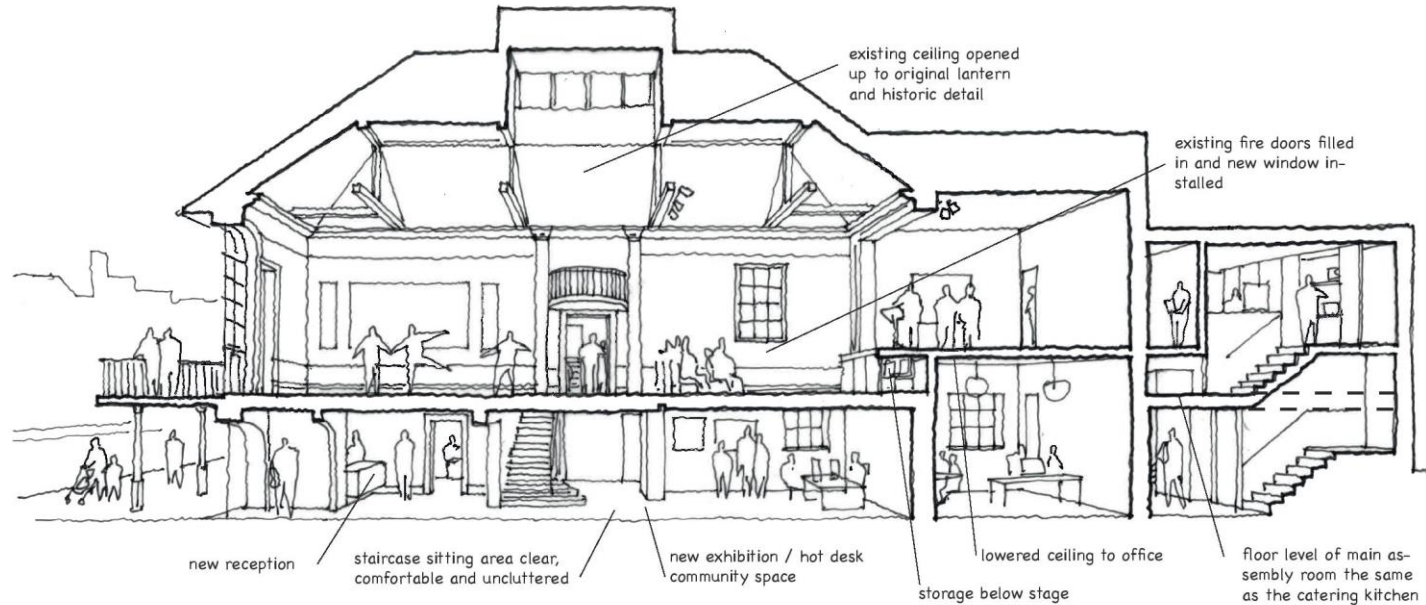 existing ceiling opened
up to original lantern
and historic detail
existing fire doors filled
in and new window in-
stalled
new reception
staircase sitting area clear,
comfortable and uncluttered
new exhibition / hot desk
community space
storage below stage
lowered ceiling to office
floor level of main as-
sembly room the same
as the catering kitchen